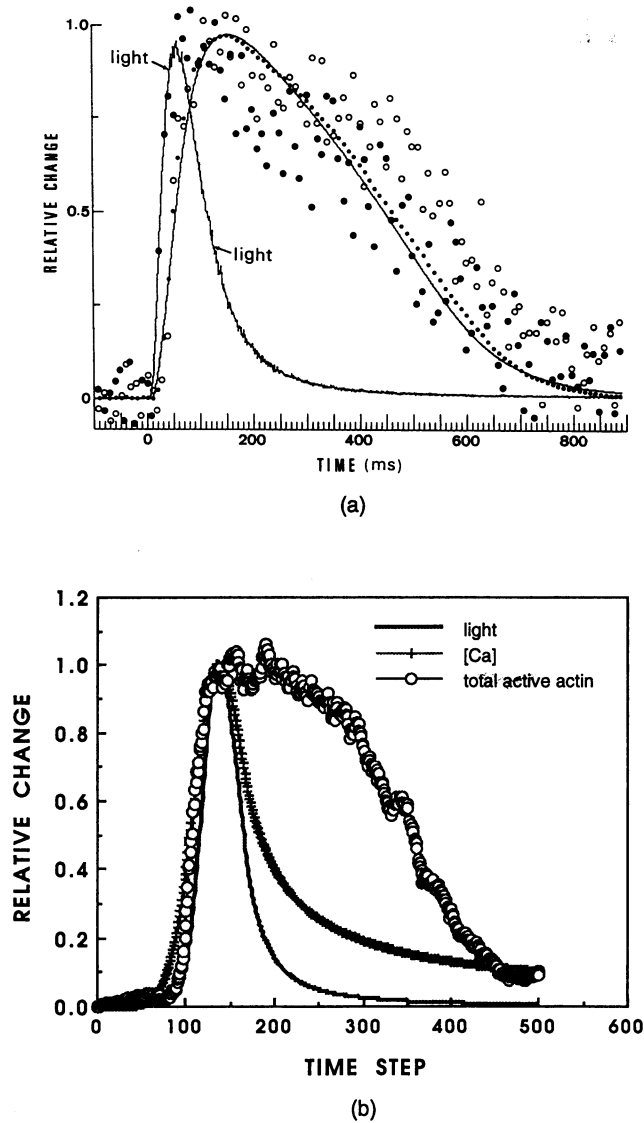 1.0
light
0.5
light
0
RELATIVE CHANGE
0 200 400 600 800
TIME (ms)
(a)
1.2
1.0
0.8
0.6
0.4
0.2
0.0
RELATIVE CHANGE
light
[Ca]
total active actin
0 100 200 300 400 500 600
TIME STEP
(b)